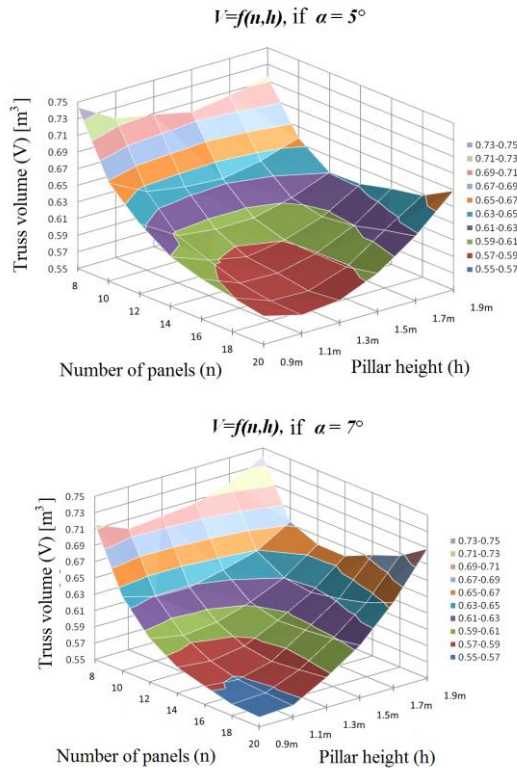 V=f(n,h), if α = 5°
Truss volume (V) [m³]
0.75
0.73
0.71
0.69
0.67
0.65
0.63
0.61
0.59
0.57
0.55
8
10
12
14
16
18
20
0.9m
1.1m
1.3m
1.5m
1.7m
1.9m
Number of panels (n)
Pillar height (h)
0.73-0.75
0.71-0.73
0.69-0.71
0.67-0.69
0.65-0.67
0.63-0.65
0.61-0.63
0.59-0.61
0.57-0.59
0.55-0.57
V=f(n,h), if α = 7°
Truss volume (V) [m³]
0.75
0.73
0.71
0.69
0.67
0.65
0.63
0.61
0.59
0.57
0.55
8
10
12
14
16
18
20
0.9m
1.1m
1.3m
1.5m
1.7m
1.9m
Number of panels (n)
Pillar height (h)
0.73-0.75
0.71-0.73
0.69-0.71
0.67-0.69
0.65-0.67
0.63-0.65
0.61-0.63
0.59-0.61
0.57-0.59
0.55-0.57